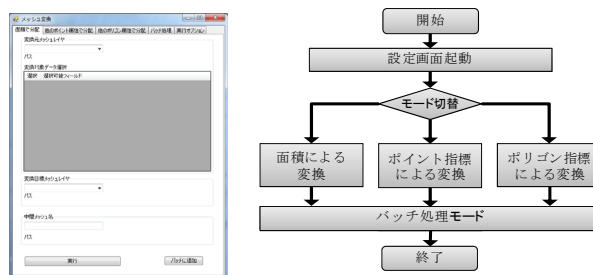 メッシュ変換
面積で分配
他のポイント属性で分配
他のポリゴン属性で分配
バッチ処理
実行オプション
変換元メッシュレイヤ
パス
変換対象データ選択
選択 選択可能フィールド
変換目標メッシュレイヤ
パス
中間メッシュ名
パス
実行
バッチに追加
開始
設定画面起動
モード切替
面積による
変換
ポイント指標
による変換
ポリゴン指標
による変換
バッチ処理モード
終了